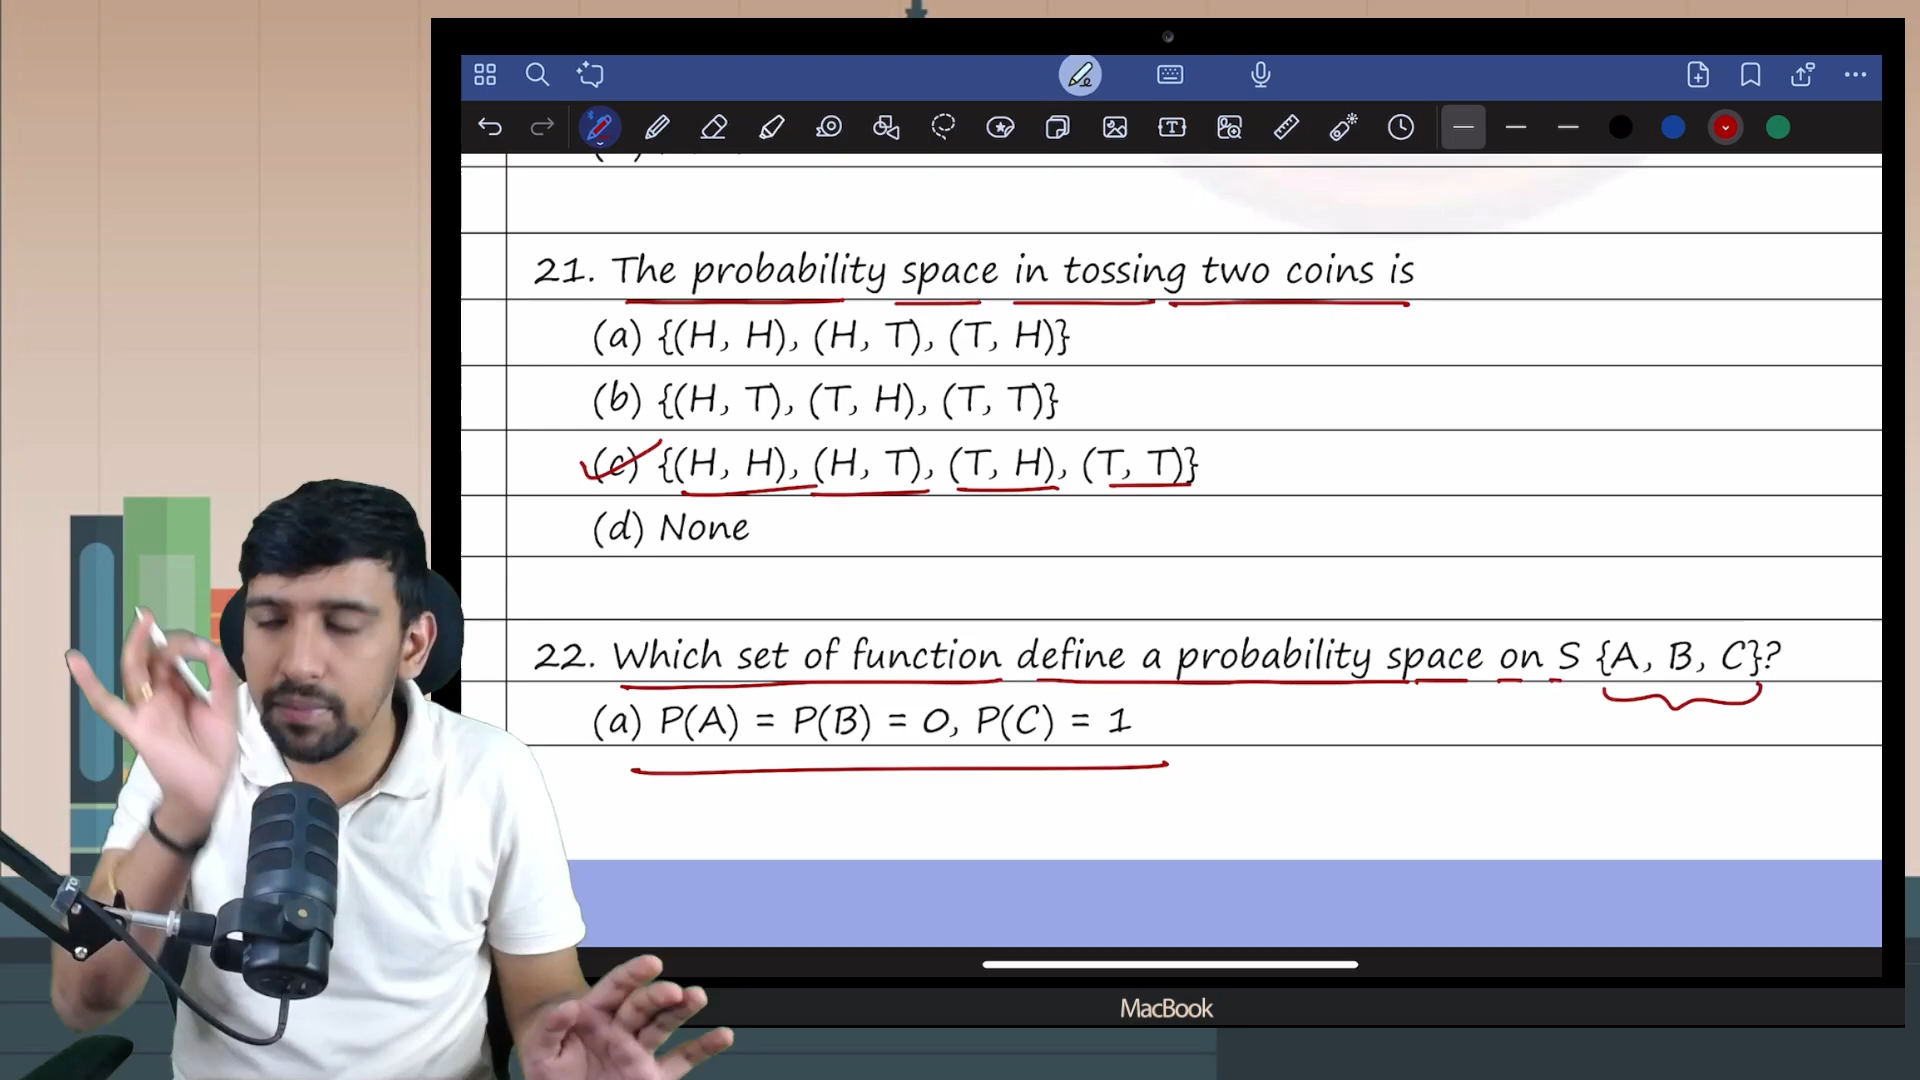 21. The probability space in tossing two coins is
(a) {(H, H), (H, T), (T, H)}
(b) {(H, T), (T, H), (T, T)}
(c) {(H, H), (H, T), (T, H), (T, T)}
(d) None
22. Which set of function define a probability space on S {A, B, C}?
(a) P(A) = P(B) = 0, P(C) = 1
MacBook